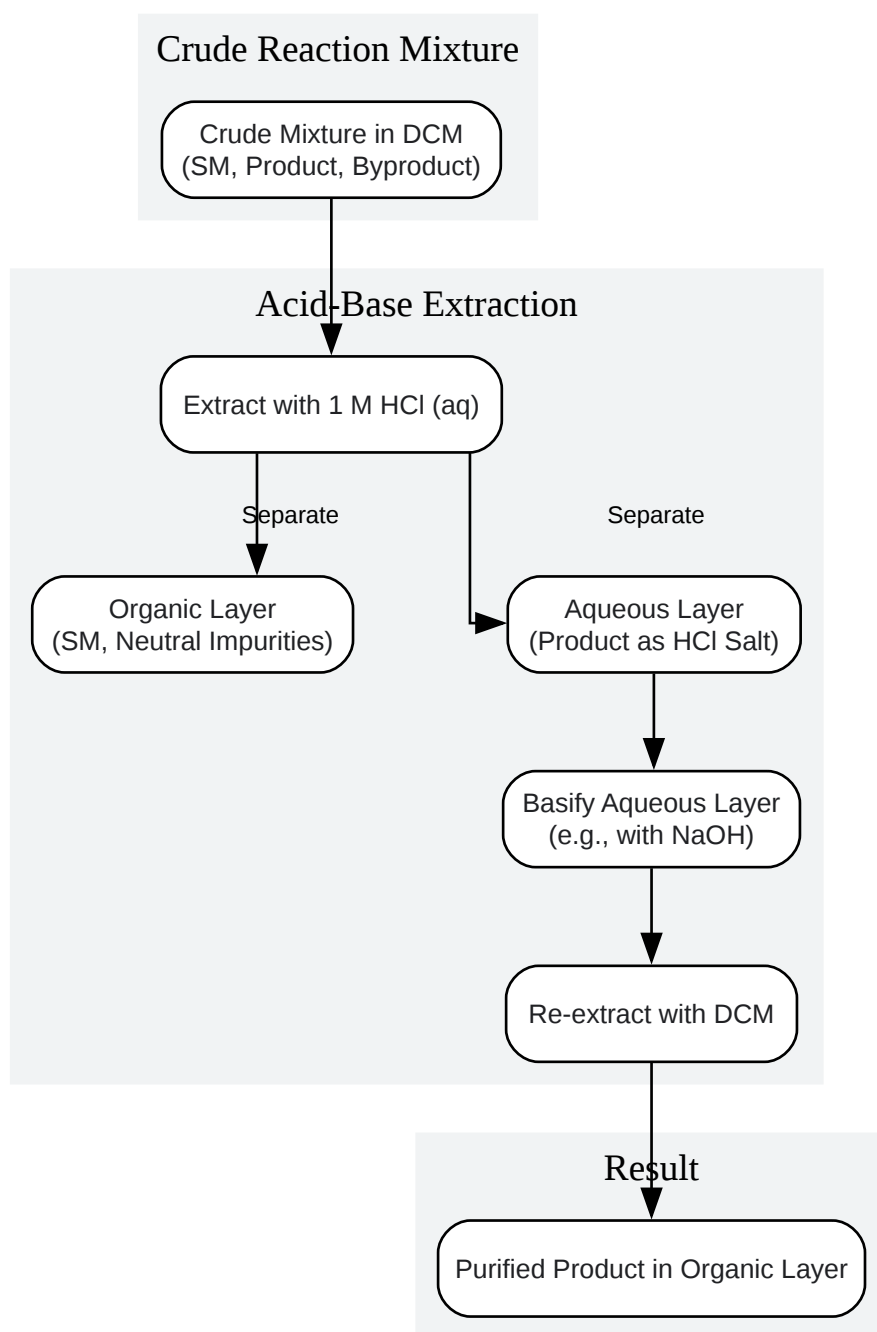 Crude Reaction Mixture
Crude Mixture in DCM
(SM, Product, Byproduct)
Acid-Base Extraction
Extract with 1 M HCl (aq)
Separate
Separate
Organic Layer
(SM, Neutral Impurities)
Aqueous Layer
(Product as HCl Salt)
Basify Aqueous Layer
(e.g., with NaOH)
Re-extract with DCM
Result
Purified Product in Organic Layer